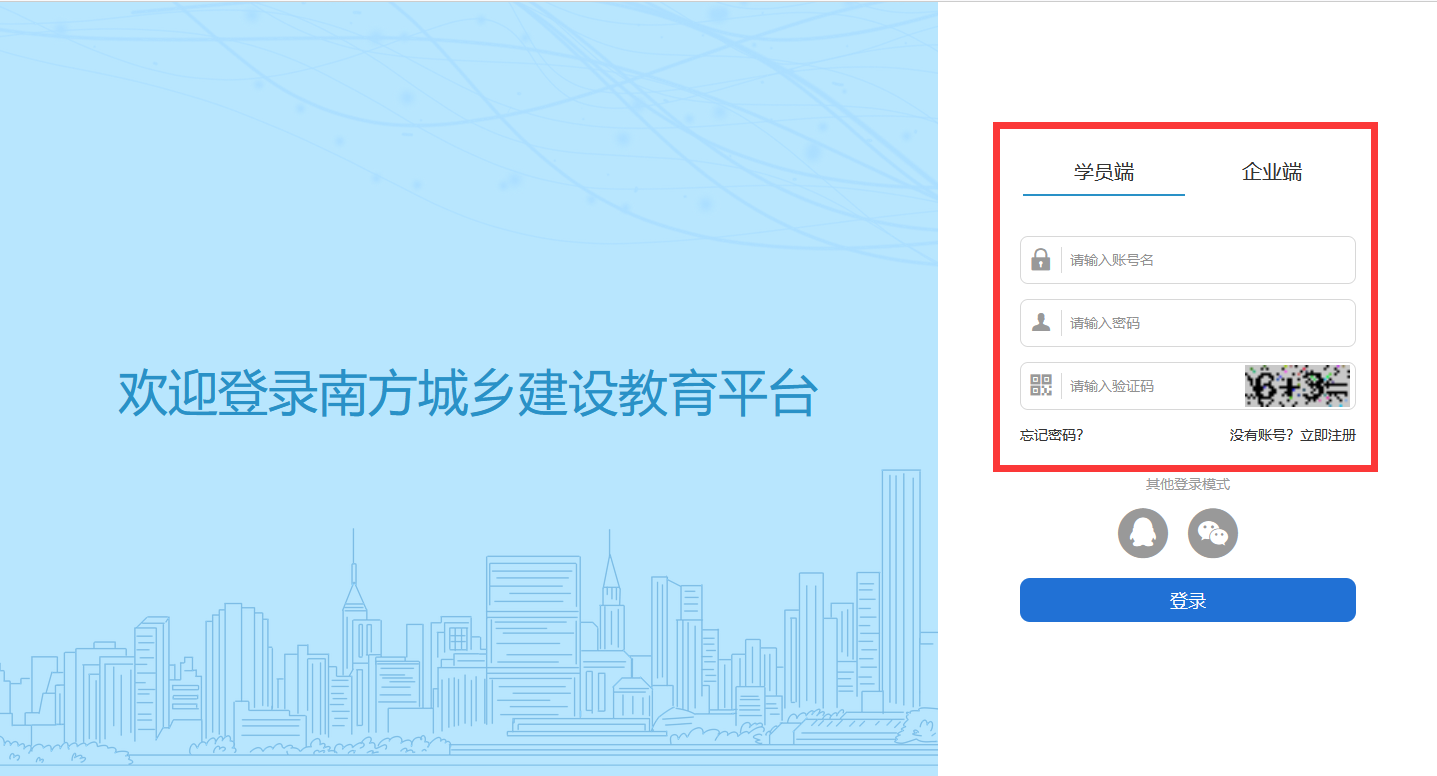 欢迎登录南方城乡建设教育平台
学员端 企业端
请输入账号名
请输入密码
请输入验证码 6+3=
忘记密码? 没有账号? 立即注册
其他登录模式
登录